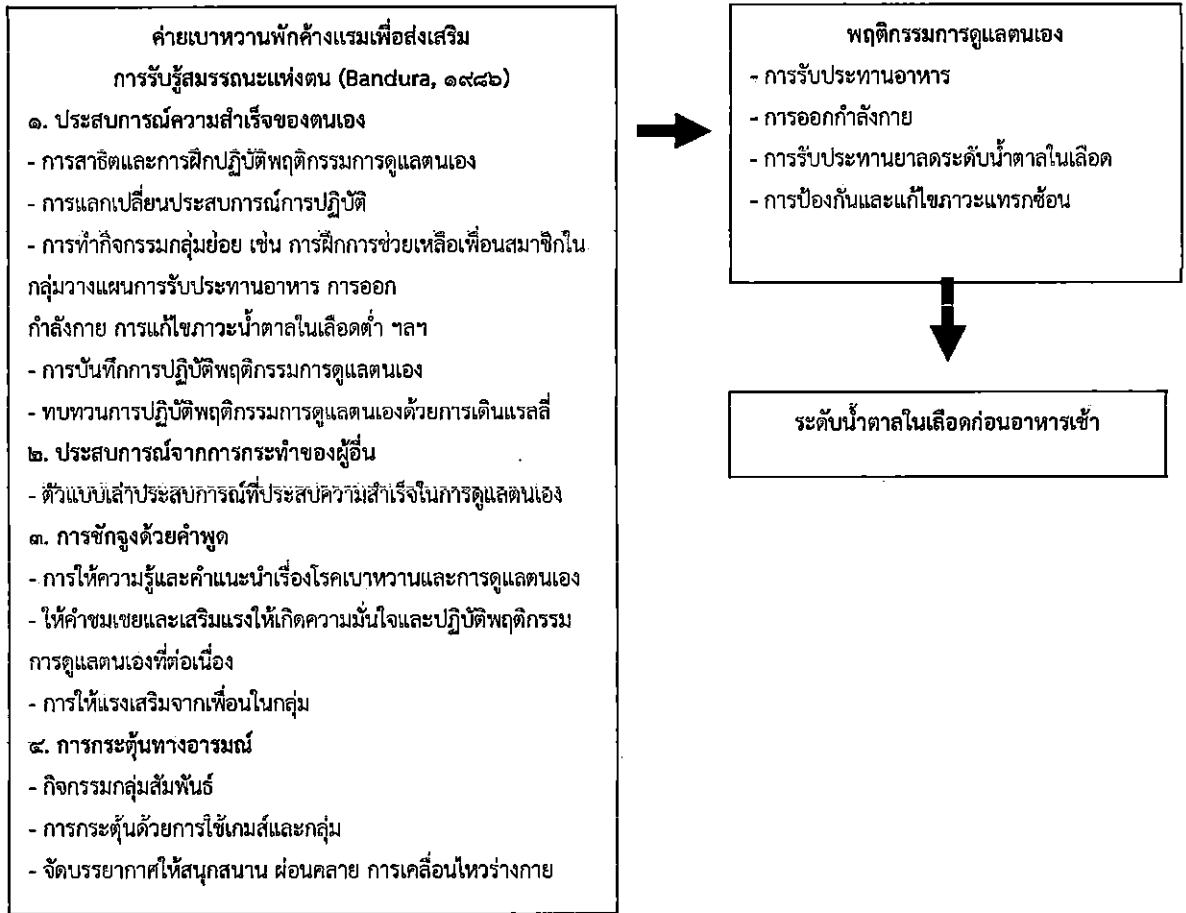 ค่ายเบาหวานพักค้างแรมเพื่อส่งเสริม
การรับรู้สมรรถนะแห่งตน (Bandura, ๑๙๘๖)
๑. ประสบการณ์ความสำเร็จของตนเอง
- การสาธิตและการฝึกปฏิบัติพฤติกรรมการดูแลตนเอง
- การแลกเปลี่ยนประสบการณ์การปฏิบัติ
- การทำกิจกรรมกลุ่มย่อย เช่น การฝึกการช่วยเหลือเพื่อนสมาชิกใน
กลุ่มวางแผนการรับประทานอาหาร การออก
กำลังกาย การแก้ไขภาวะน้ำตาลในเลือดต่ำ ฯลฯ
- การบันทึกการปฏิบัติพฤติกรรมการดูแลตนเอง
- ทบทวนการปฏิบัติพฤติกรรมการดูแลตนเองด้วยการเดินแรลลี่
๒. ประสบการณ์จากการกระทำของผู้อื่น
- ตัวแบบเล่าประสบการณ์ที่ประสบความสำเร็จในการดูแลตนเอง
๓. การชักจูงด้วยคำพูด
- การให้ความรู้และคำแนะนำเรื่องโรคเบาหวานและการดูแลตนเอง
- ให้คำชมเชยและเสริมแรงให้เกิดความมั่นใจและปฏิบัติพฤติกรรม
การดูแลตนเองที่ต่อเนื่อง
- การให้แรงเสริมจากเพื่อนในกลุ่ม
๔. การกระตุ้นทางอารมณ์
- กิจกรรมกลุ่มสัมพันธ์
- การกระตุ้นด้วยการใช้เกมส์และกลุ่ม
- จัดบรรยากาศให้สนุกสนาน ผ่อนคลาย การเคลื่อนไหวร่างกาย
พฤติกรรมการดูแลตนเอง
- การรับประทานอาหาร
- การออกกำลังกาย
- การรับประทานยาลดระดับน้ำตาลในเลือด
- การป้องกันและแก้ไขภาวะแทรกซ้อน
ระดับน้ำตาลในเลือดก่อนอาหารเช้า